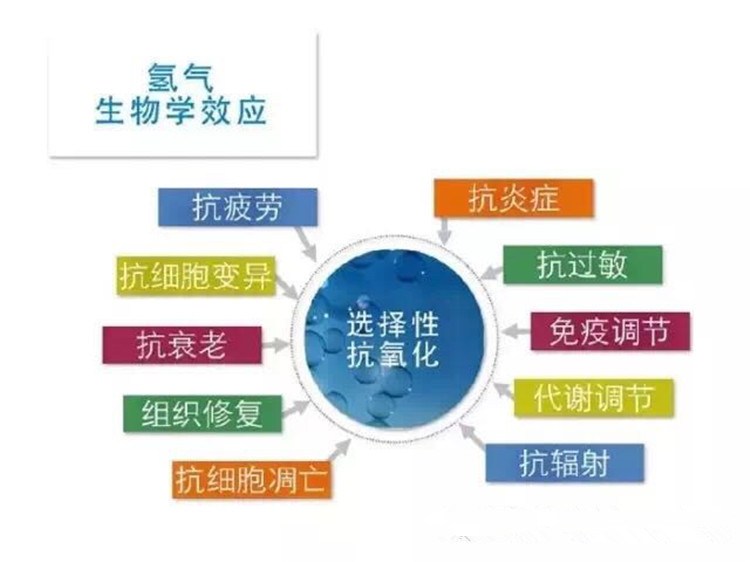 氢气
生物学效应
抗疲劳
抗炎症
抗细胞变异
抗过敏
选择性
抗氧化
抗衰老
免疫调节
组织修复
代谢调节
抗细胞凋亡
抗辐射